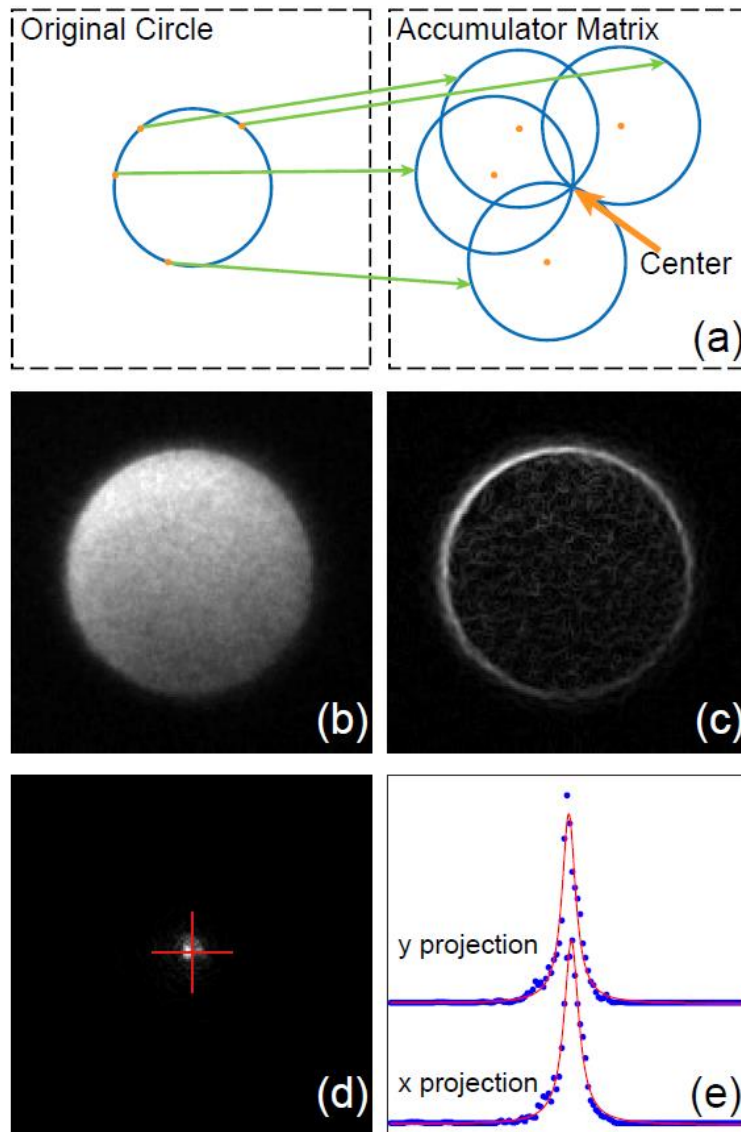 Original Circle
Accumulator Matrix
Center
(a)
(b)
(c)
(d)
y projection
x projection
(e)